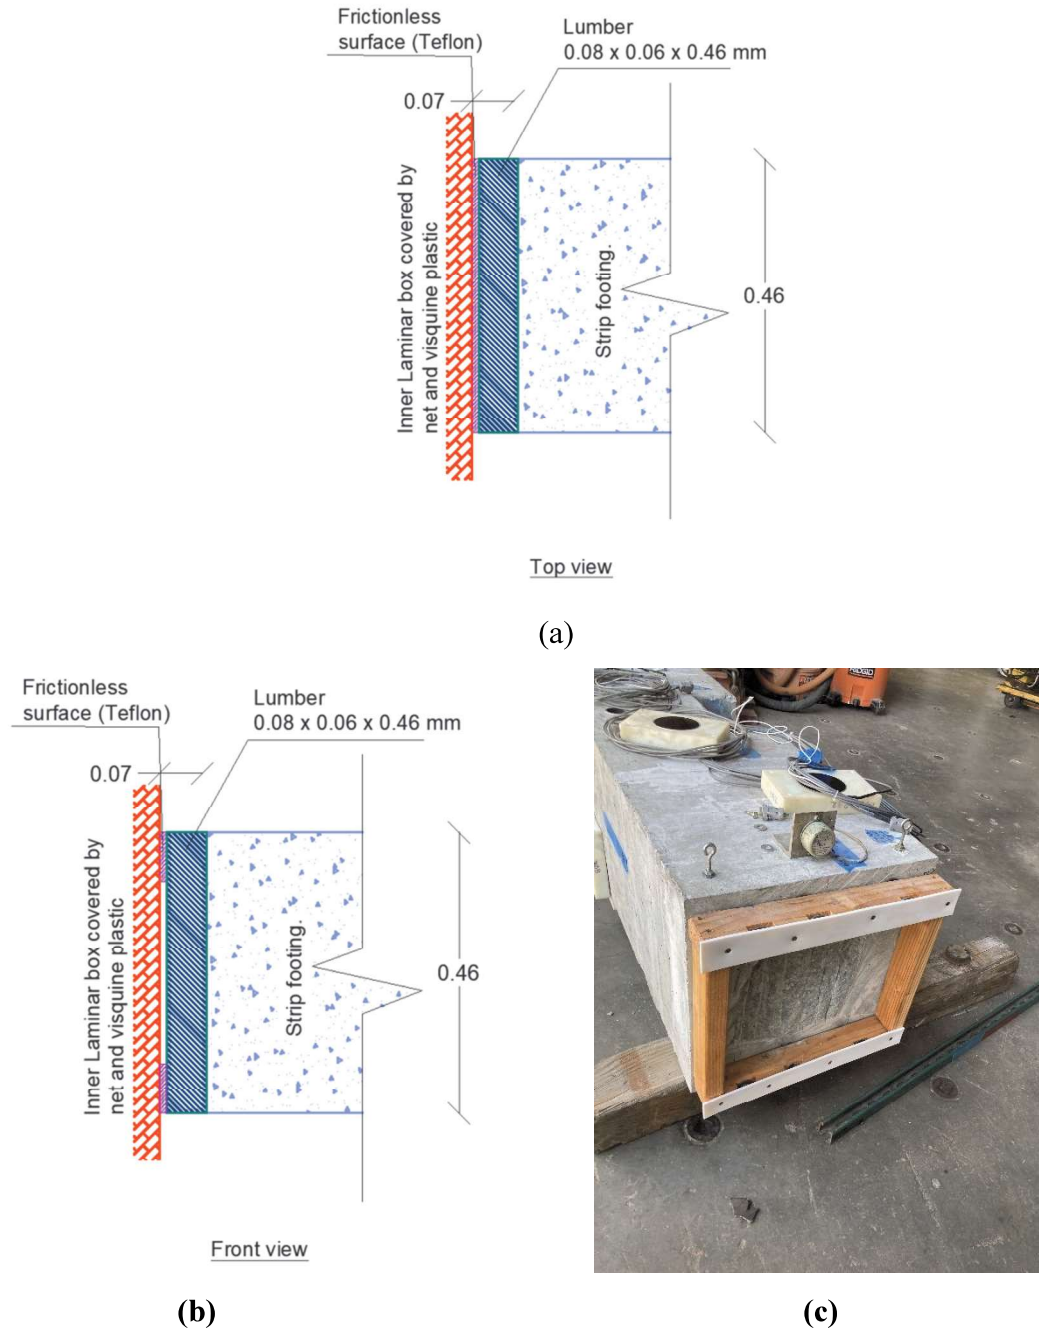 Frictionless
surface (Teflon)
Lumber
0.08 x 0.06 x 0.46 mm
0.07
Inner Laminar box covered by
net and visquine plastic
Strip footing.
0.46
Top view
(a)
Frictionless
surface (Teflon)
Lumber
0.08 x 0.06 x 0.46 mm
0.07
Inner Laminar box covered by
net and visquine plastic
Strip footing.
0.46
Front view
RIDGID
(b)
(c)